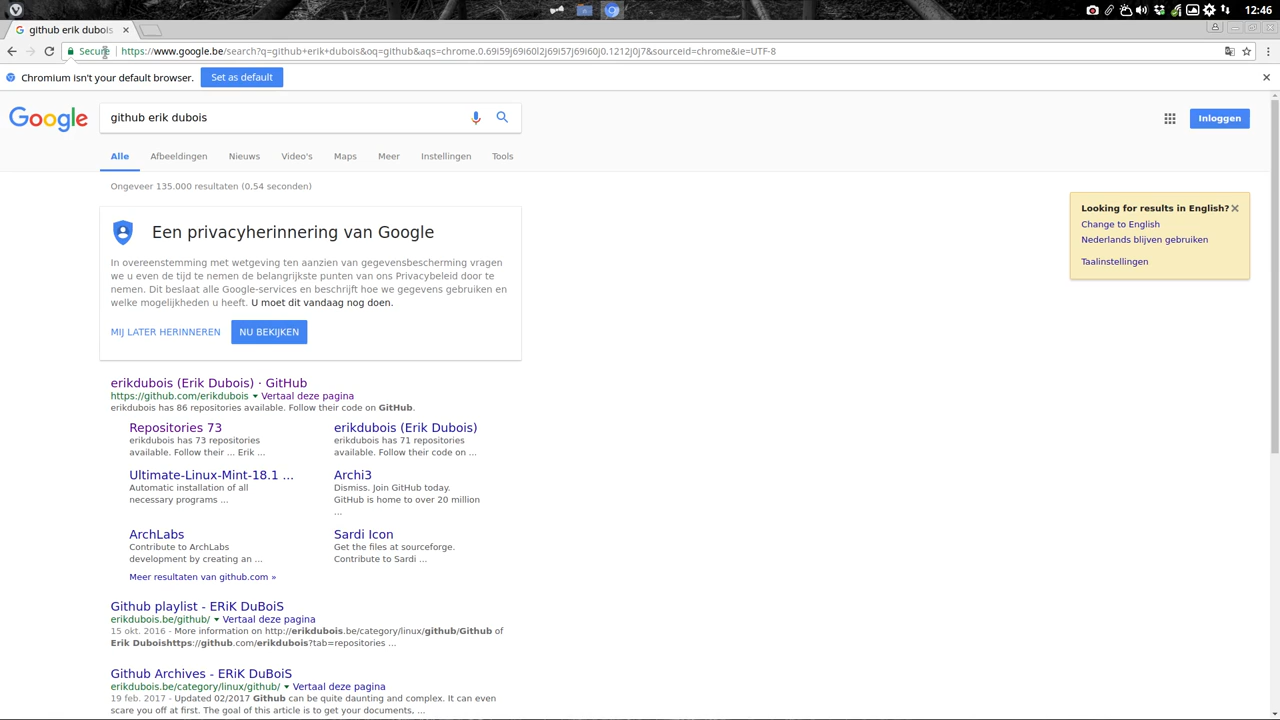 12:46
github erik dubois
Secure
https://www.google.be/search?q=github+erik+dubois&oq=github&aqs=chrome.0.69i59j69i60l2j69i57j69i60j0.1212j0j7&sourceid=chrome&ie=UTF-8
Chromium isn't your default browser.
Set as default
Google
github erik dubois
Inloggen
Alle
Afbeeldingen
Nieuws
Video's
Maps
Meer
Instellingen
Tools
Ongeveer 135.000 resultaten (0,54 seconden)
Looking for results in English?
Change to English
Nederlands blijven gebruiken
Taalinstellingen
Een privacyherinnering van Google
In overeenstemming met wetgeving ten aanzien van gegevensbescherming vragen
we u even de tijd te nemen de belangrijkste punten van ons Privacybeleid door te
nemen. Dit beslaat alle Google-services en beschrijft hoe we gegevens gebruiken en
welke mogelijkheden u heeft. U moet dit vandaag nog doen.
MIJ LATER HERINNEREN
NU BEKIJKEN
erikdubois (Erik Dubois) · GitHub
https://github.com/erikdubois Vertaal deze pagina
erikdubois has 86 repositories available. Follow their code on GitHub.
Repositories 73
erikdubois has 73 repositories
available. Follow their ... Erik ...
erikdubois (Erik Dubois)
erikdubois has 71 repositories
available. Follow their code on ...
Ultimate-Linux-Mint-18.1 ...
Automatic installation of all
necessary programs ...
Archi3
Dismiss. Join GitHub today.
GitHub is home to over 20 million
...
ArchLabs
Contribute to ArchLabs
development by creating an ...
Sardi Icon
Get the files at sourceforge.
Contribute to Sardi ...
Meer resultaten van github.com »
Github playlist - ERiK DuBoiS
erikdubois.be/github/ Vertaal deze pagina
15 okt. 2016 - More information on http://erikdubois.be/category/linux/github/Github of
Erik Duboishttps://github.com/erikdubois?tab=repositories ...
Github Archives - ERiK DuBoiS
erikdubois.be/category/linux/github/ Vertaal deze pagina
19 feb. 2017 - Updated 02/2017 Github can be quite daunting and complex. It can even
scare you off at first. The goal of this article is to get your documents, ...